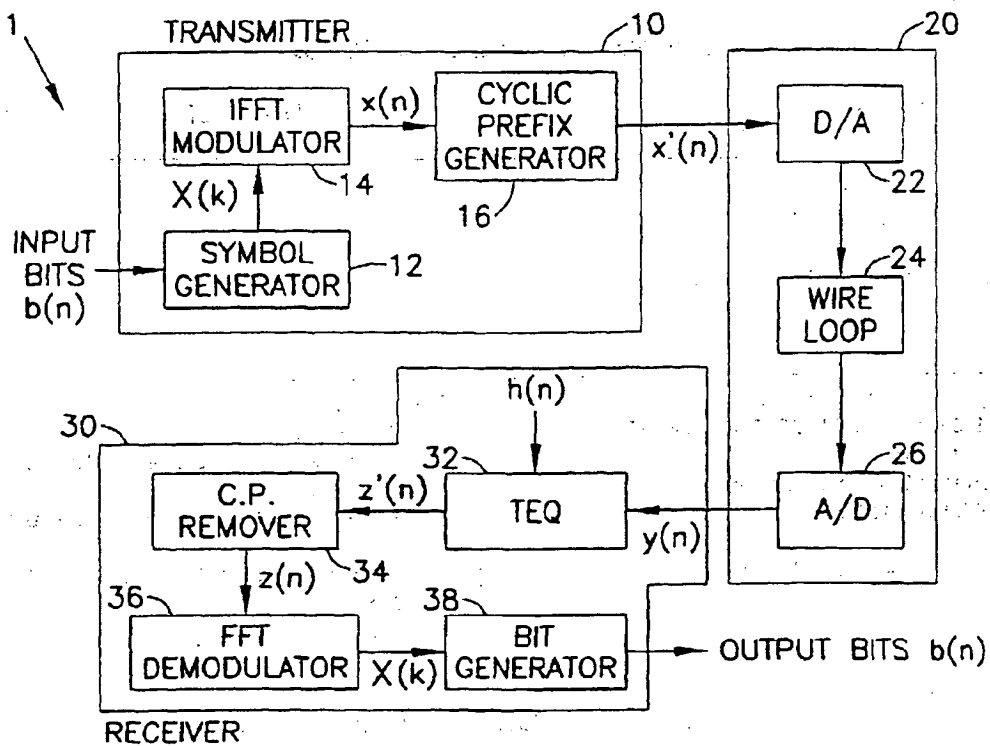 1
TRANSMITTER
10
20
IFFT
MODULATOR
14
x(n)
CYCLIC
PREFIX
GENERATOR
16
x'(n)
D/A
22
X(k)
INPUT
BITS
b(n)
SYMBOL
GENERATOR
12
24
WIRE
LOOP
30
h(n)
32
26
C.P.
REMOVER
34
z'(n)
TEQ
y(n)
A/D
z(n)
36
38
FFT
DEMODULATOR
X(k)
BIT
GENERATOR
OUTPUT BITS b(n)
RECEIVER